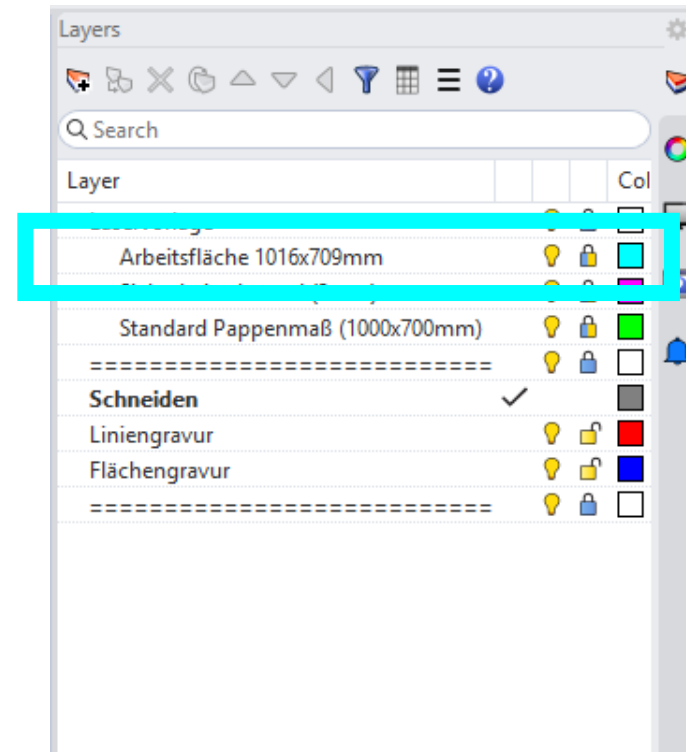 Layers
Search
Layer Col
Arbeitsfläche 1016x709mm
Standard Pappenmaß (1000x700mm)
===========================
Schneiden
Liniengravur
Flächengravur
===========================